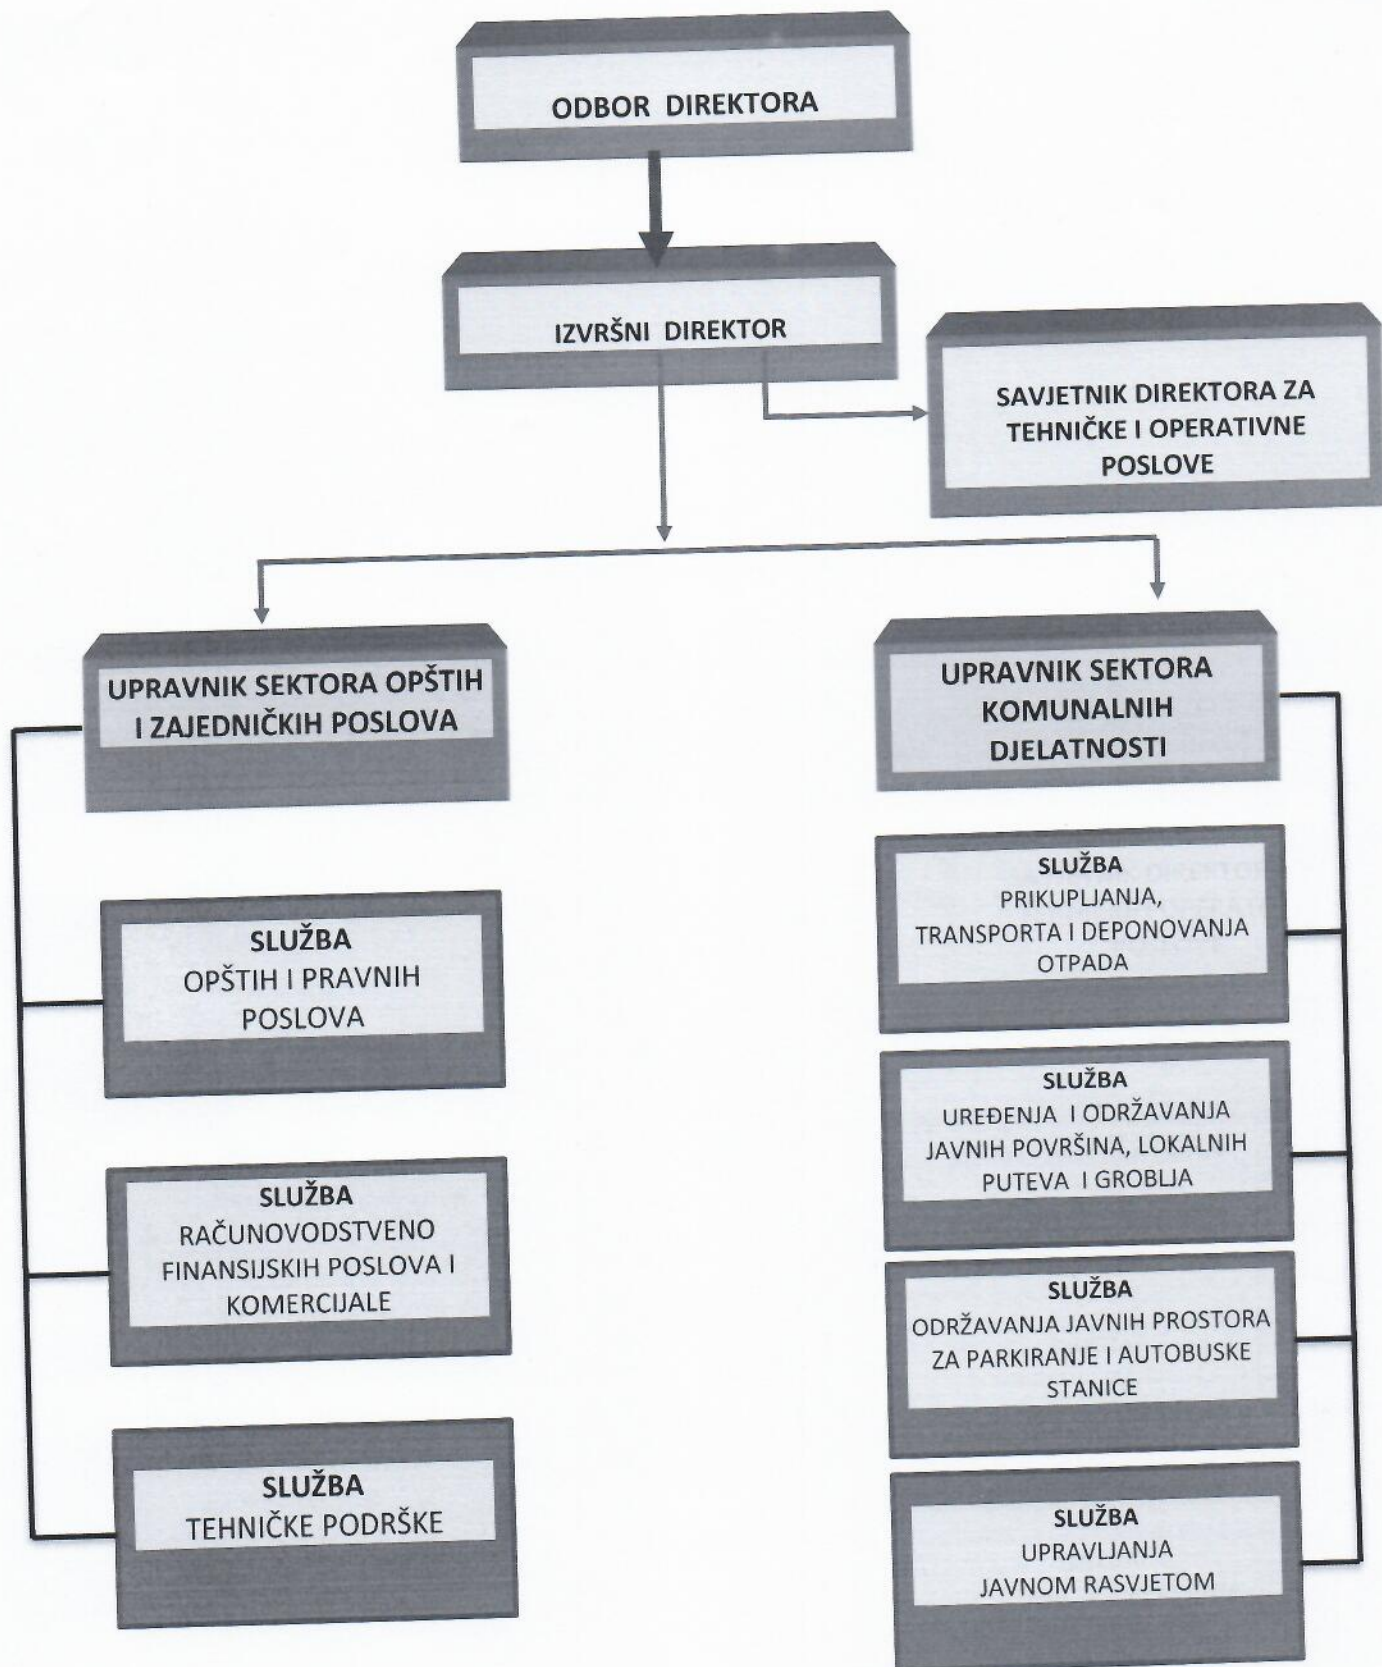 ODBOR DIREKTORA
IZVRŠNI DIREKTOR
SAVJETNIK DIREKTORA ZA
TEHNIČKE I OPERATIVNE
POSLOVE
UPRAVNIK SEKTORA OPŠTIH
I ZAJEDNIČKIH POSLOVA
SLUŽBA
OPŠTIH I PRAVNIH
POSLOVA
SLUŽBA
RAČUNOVODSTVENO
FINANSIJSKIH POSLOVA I
KOMERCIJALE
SLUŽBA
TEHNIČKE PODRŠKE
UPRAVNIK SEKTORA
KOMUNALNIH
DJELATNOSTI
SLUŽBA
PRIKUPLJANJA,
TRANSPORTA I DEPONOVANJA
OTPADA
SLUŽBA
UREĐENJA I ODRŽAVANJA
JAVNIH POVRŠINA, LOKALNIH
PUTEVA I GROBLJA
SLUŽBA
ODRŽAVANJA JAVNIH PROSTORA
ZA PARKIRANJE I AUTOBUSKE
STANICE
SLUŽBA
UPRAVLJANJA
JAVNOM RASVJETOM